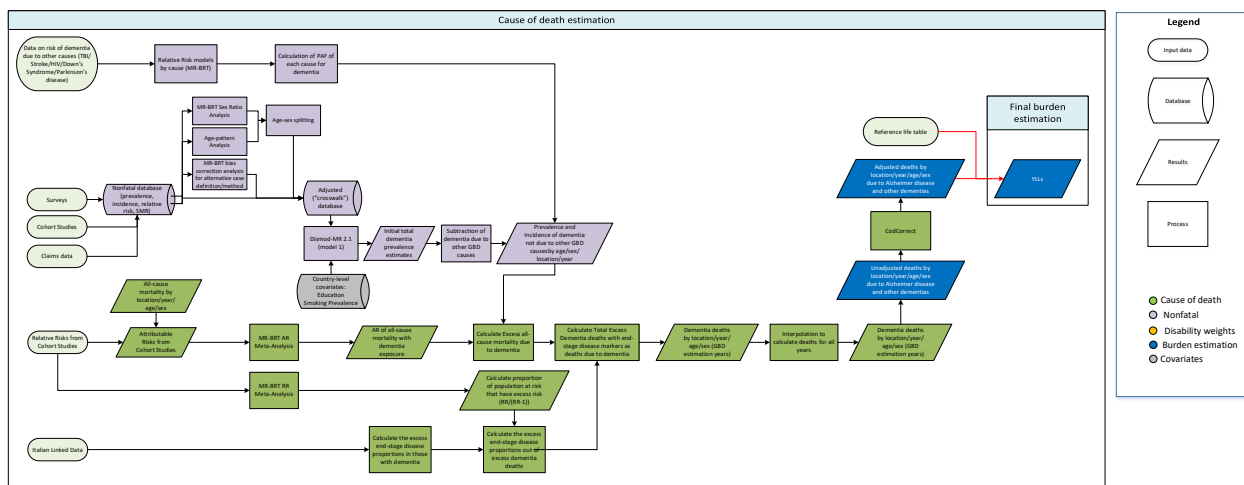 Cause of death estimation
Data on risk of dementia
due to other causes (TBI/
Stroke/HIV/Down's
Syndrome/Parkinson's
disease)
Relative Risk models
by cause (MR-BRT)
Calculation of PAF of
each cause for
dementia
MR-BRT Sex Ratio
Analysis
Age-pattern
Analysis
MR-BRT bias
correction analysis
for alternative case
definition/method
Age-sex splitting
Surveys
Cohort Studies
Claims data
Nonfatal database
(prevalence,
incidence, relative
risk, SMR)
Adjusted
("crosswalk")
database
Dismod-MR 2.1
(model 1)
Country-level
covariates:
Education
Smoking Prevalence
Initial total
dementia
prevalence
estimates
Subtraction of
dementia due to
other GBD
causes
Prevalence and
Incidence of dementia
not due to other GBD
causes by age/sex/
location/year
All-cause
mortality by
location/year/
age/sex
Relative Risks from
Cohort Studies
Attributable
Risks from
Cohort Studies
MR-BRT AR
Meta-Analysis
AR of all-cause
mortality with
dementia
exposure
Calculate Excess all-
cause mortality due
to dementia
Calculate Total Excess
Dementia deaths with end-
stage disease markers as
deaths due to dementia
Dementia deaths
by location/year/
age/sex (GBD
estimation years)
Interpolation to
calculate deaths for all
years
Dementia deaths
by location/year/
age/sex (GBD
estimation years)
MR-BRT RR
Meta-Analysis
Calculate proportion
of population at risk
that have excess risk
(RR/(RR-1))
Italian Linked Data
Calculate the excess
end-stage disease
proportions in those
with dementia
Calculate the excess
end-stage disease
proportions out of
excess dementia
deaths
Unadjusted deaths by
location/year/age/sex
due to Alzheimer disease
and other dementias
CodCorrect
Adjusted deaths by
location/year/age/sex
due to Alzheimer disease
and other dementias
Reference life table
Final burden
estimation
YLLs
Legend
Input data
Database
Results
Process
Cause of death
Nonfatal
Disability weights
Burden estimation
Covariates